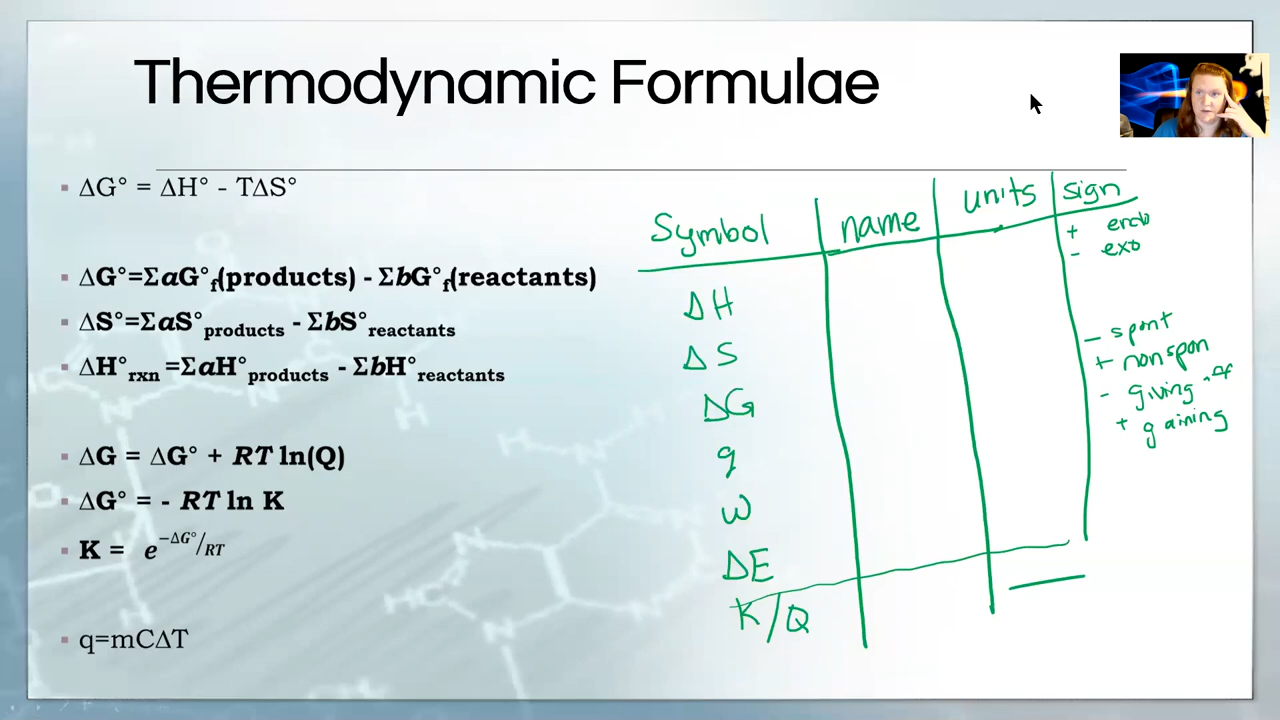 Thermodynamic Formulae
▪ ΔG° = ΔH° - TΔS°
▪ ΔG°=ΣaG°f(products) - ΣbG°f(reactants)
▪ ΔS°=ΣaS°products - ΣbS°reactants
▪ ΔH°rxn =ΣaH°products - ΣbH°reactants
▪ ΔG = ΔG° + RT ln(Q)
▪ ΔG° = - RT ln K
▪ K = e^-ΔG°/RT
▪ q=mCΔT
Symbol name units sign
+ endo
- exo
ΔH
ΔS
ΔG
q
w
ΔE
K/Q
- spont
+ nonspon
- giving off
+ gaining
HC
N
N
N
H